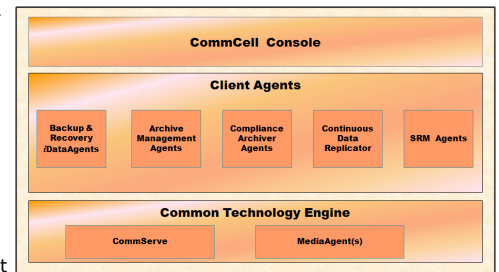 CommCell Console
Client Agents
Backup &
Recovery
iDataAgents
Archive
Management
Agents
Compliance
Archiver
Agents
Continuous
Data
Replicator
SRM Agents
Common Technology Engine
CommServe
MediaAgent(s)
t